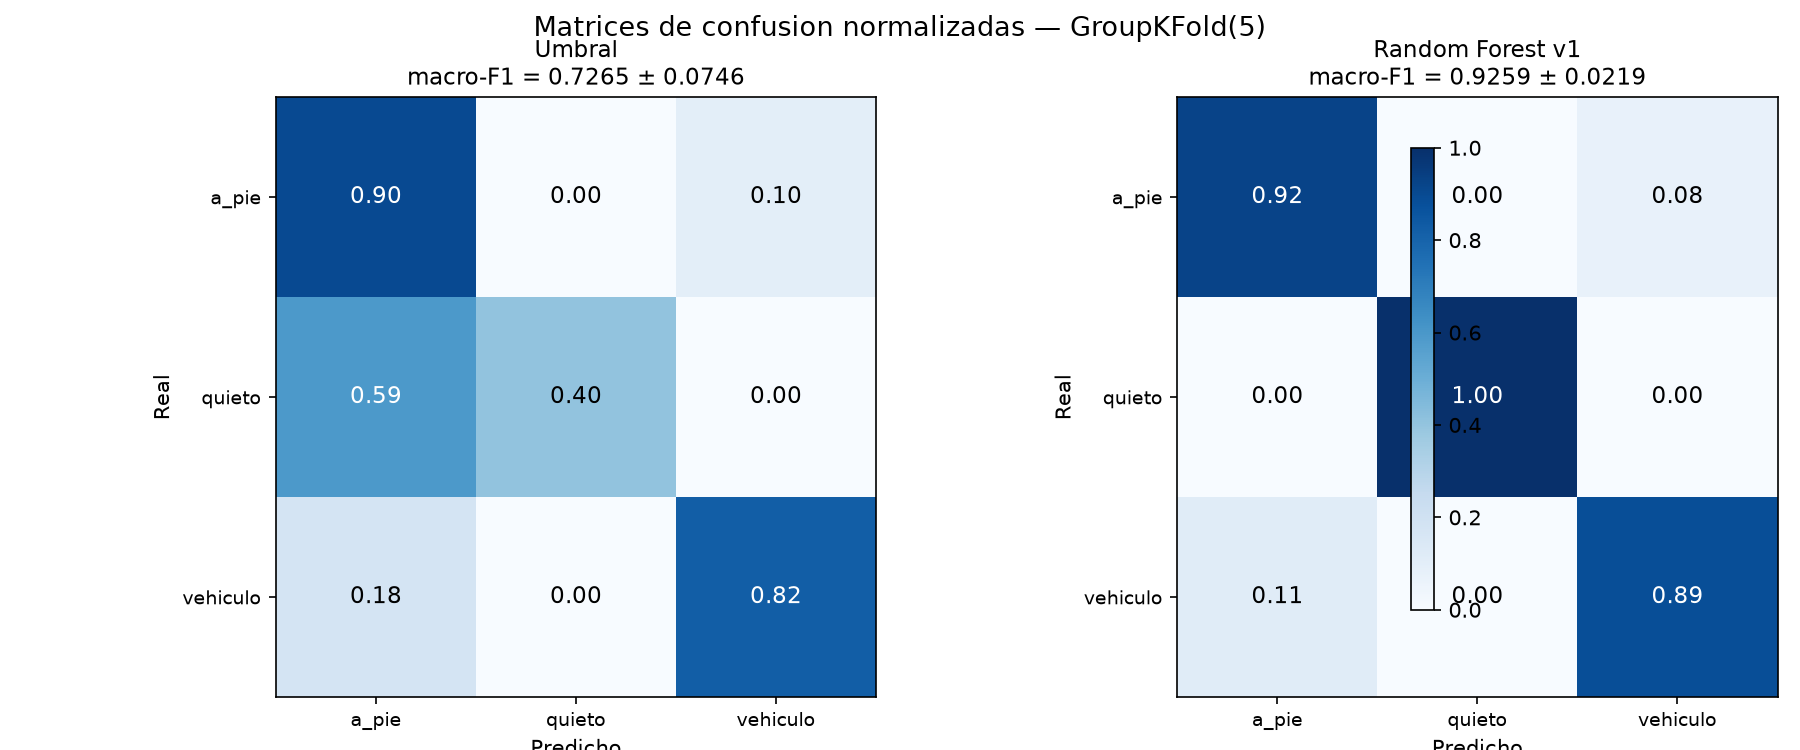 Matrices de confusion normalizadas — GroupKFold(5)
Umbral
macro-F1 = 0.7265 ± 0.0746
a_pie
0.90
0.00
0.10
Real
quieto
0.59
0.40
0.00
vehiculo
0.18
0.00
0.82
a_pie
quieto
vehiculo
Predicho
Random Forest v1
macro-F1 = 0.9259 ± 0.0219
a_pie
0.92
0.00
0.08
Real
quieto
0.00
1.00
0.00
vehiculo
0.11
0.00
0.89
a_pie
quieto
vehiculo
Predicho
1.0
0.8
0.6
0.4
0.2
0.0